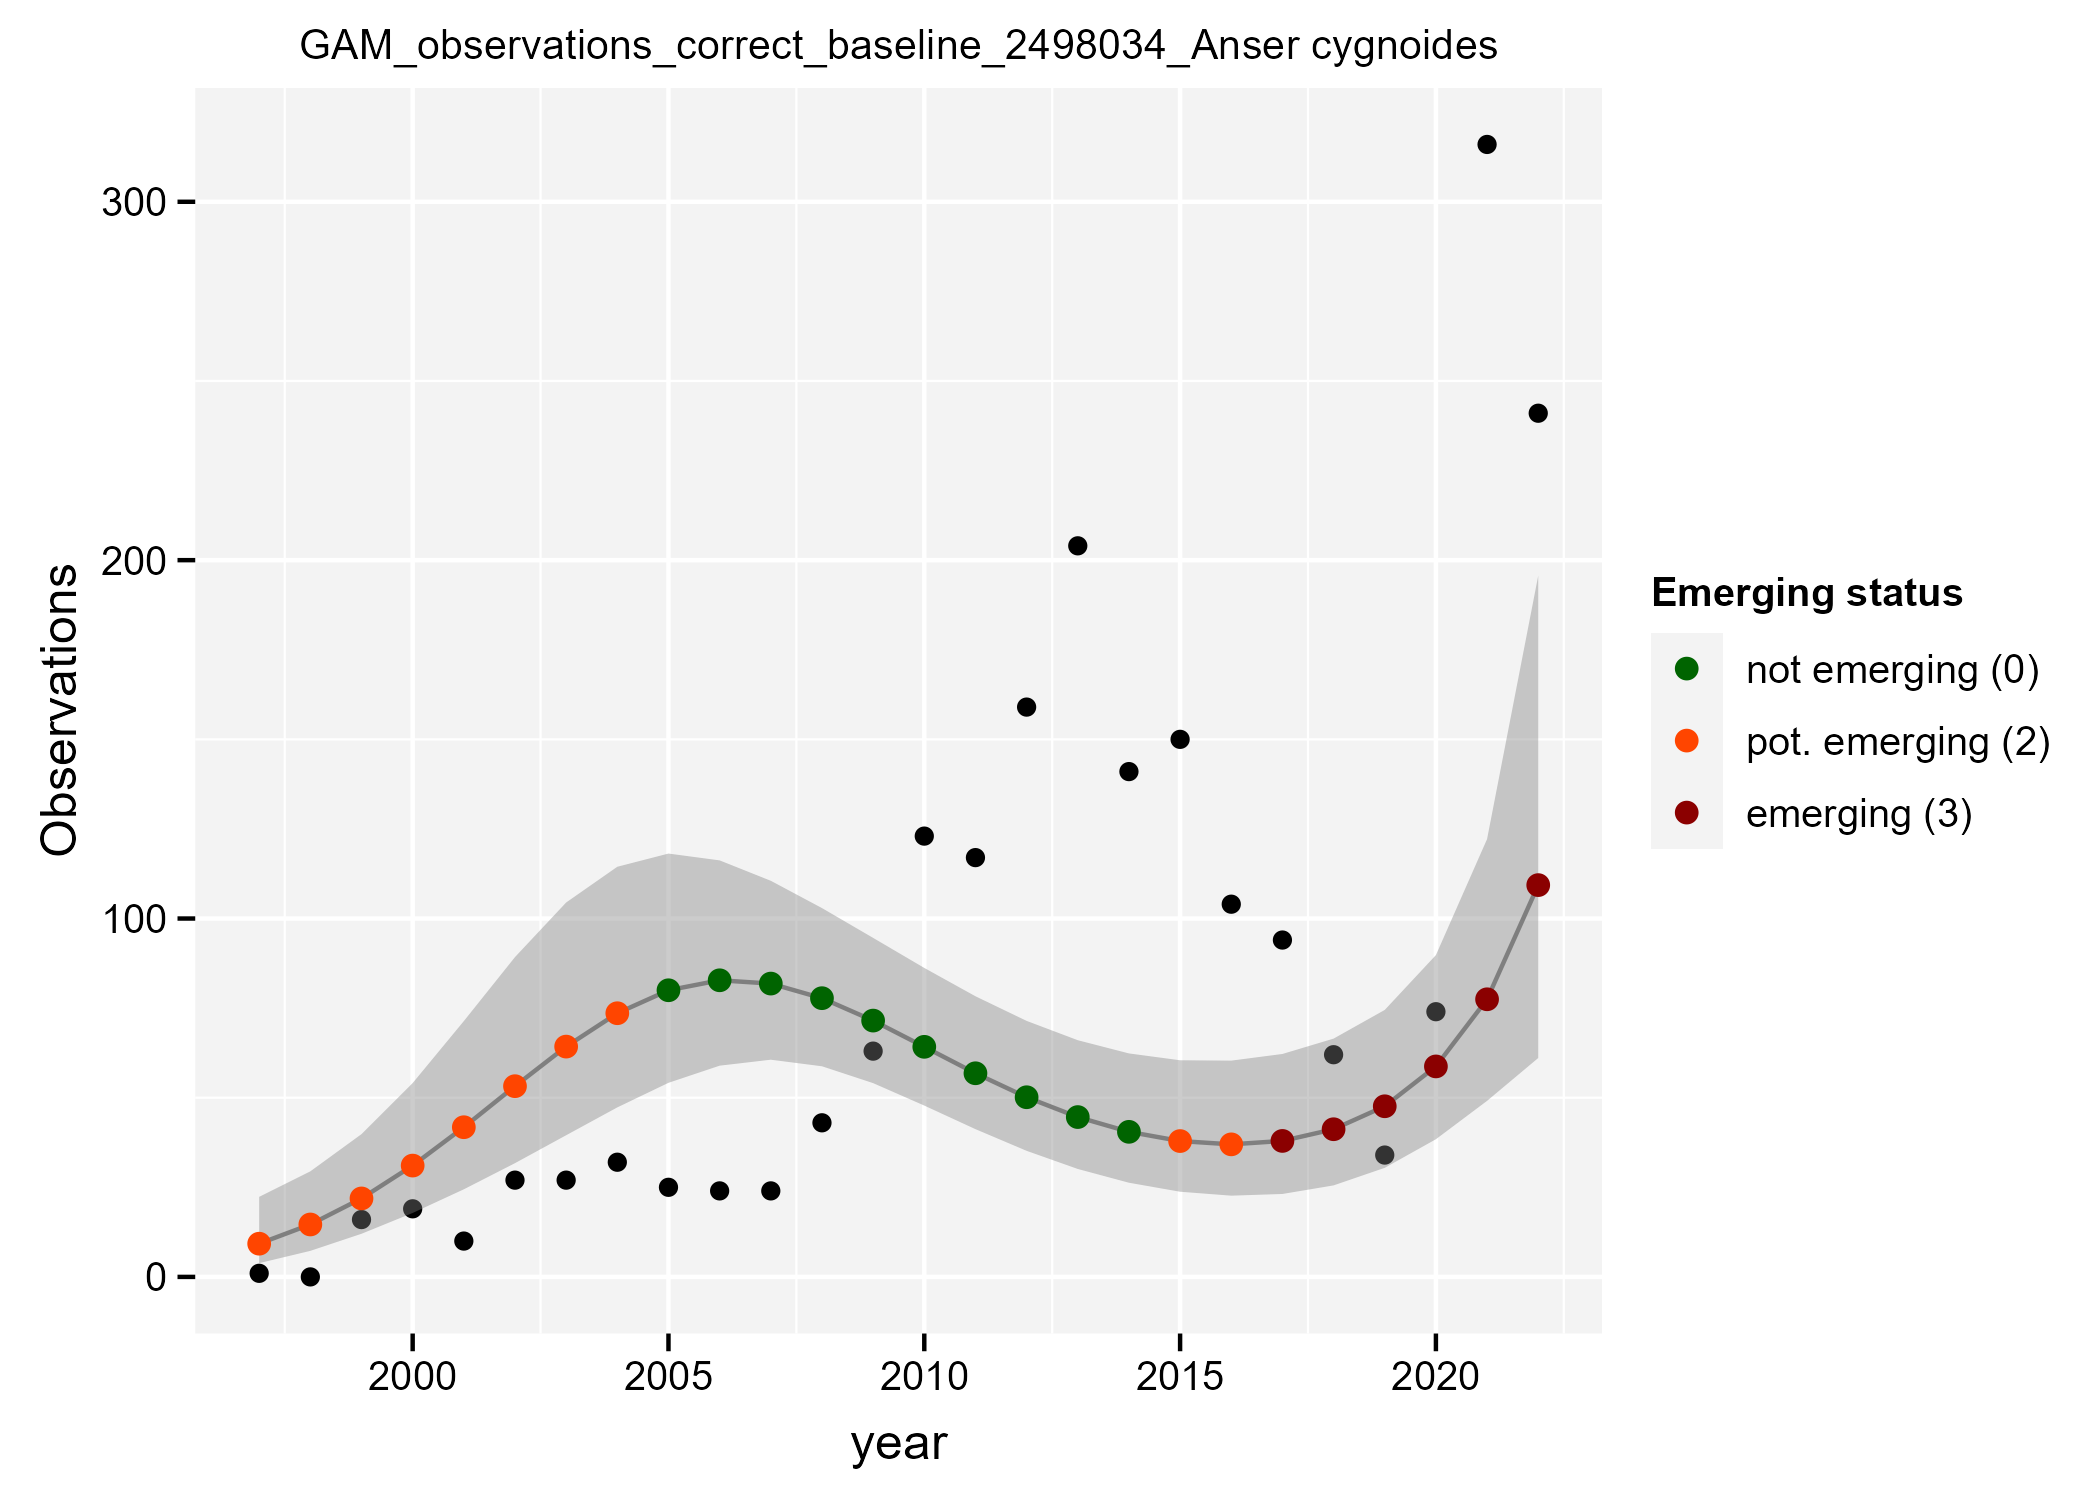 GAM_observations_correct_baseline_2498034_Anser cygnoides
300
200
100
0
Observations
2000 2005 2010 2015 2020
year
Emerging status
not emerging (0)
pot. emerging (2)
emerging (3)